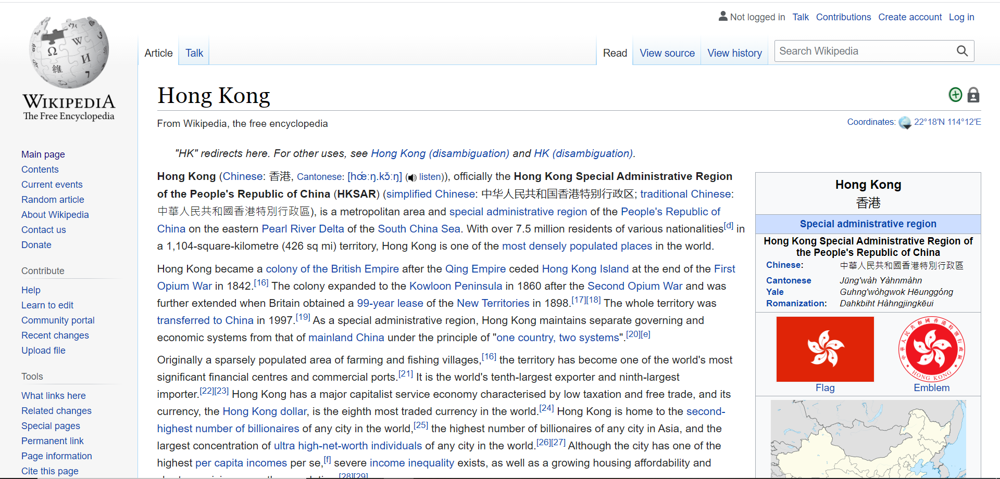 Not logged in Talk Contributions Create account Log in
Article Talk Read View source View history Search Wikipedia
WIKIPEDIA
The Free Encyclopedia
Main page
Contents
Current events
Random article
About Wikipedia
Contact us
Donate
Contribute
Help
Learn to edit
Community portal
Recent changes
Upload file
Tools
What links here
Related changes
Special pages
Permanent link
Page information
Cite this page
Hong Kong
From Wikipedia, the free encyclopedia
Coordinates: 22°18′N 114°12′E
"HK" redirects here. For other uses, see Hong Kong (disambiguation) and HK (disambiguation).
Hong Kong (Chinese: 香港, Cantonese: [hœ́ːŋ.kɔ̌ːŋ] (listen)), officially the Hong Kong Special Administrative Region
of the People's Republic of China (HKSAR) (simplified Chinese: 中华人民共和国香港特别行政区; traditional Chinese:
中華人民共和國香港特別行政區), is a metropolitan area and special administrative region of the People's Republic of
China on the eastern Pearl River Delta of the South China Sea. With over 7.5 million residents of various nationalities[d] in
a 1,104-square-kilometre (426 sq mi) territory, Hong Kong is one of the most densely populated places in the world.
Hong Kong became a colony of the British Empire after the Qing Empire ceded Hong Kong Island at the end of the First
Opium War in 1842.[16] The colony expanded to the Kowloon Peninsula in 1860 after the Second Opium War and was
further extended when Britain obtained a 99-year lease of the New Territories in 1898.[17][18] The whole territory was
transferred to China in 1997.[19] As a special administrative region, Hong Kong maintains separate governing and
economic systems from that of mainland China under the principle of "one country, two systems".[20][e]
Originally a sparsely populated area of farming and fishing villages,[16] the territory has become one of the world's most
significant financial centres and commercial ports.[21] It is the world's tenth-largest exporter and ninth-largest
importer.[22][23] Hong Kong has a major capitalist service economy characterised by low taxation and free trade, and its
currency, the Hong Kong dollar, is the eighth most traded currency in the world.[24] Hong Kong is home to the second-
highest number of billionaires of any city in the world,[25] the highest number of billionaires of any city in Asia, and the
largest concentration of ultra high-net-worth individuals of any city in the world.[26][27] Although the city has one of the
highest per capita incomes per se,[f] severe income inequality exists, as well as a growing housing affordability and
[28][29]
Hong Kong
香港
Special administrative region
Hong Kong Special Administrative Region of
the People's Republic of China
Chinese: 中華人民共和國香港特別行政區
Cantonese Jūng'wàh Yàhnmàhn
Yale Guhng'wòhgwok Hēunggóng
Romanization: Dahkbiht Hàhngjingkēui
中華人民共和國香港特別行政區
HONG KONG
Flag Emblem